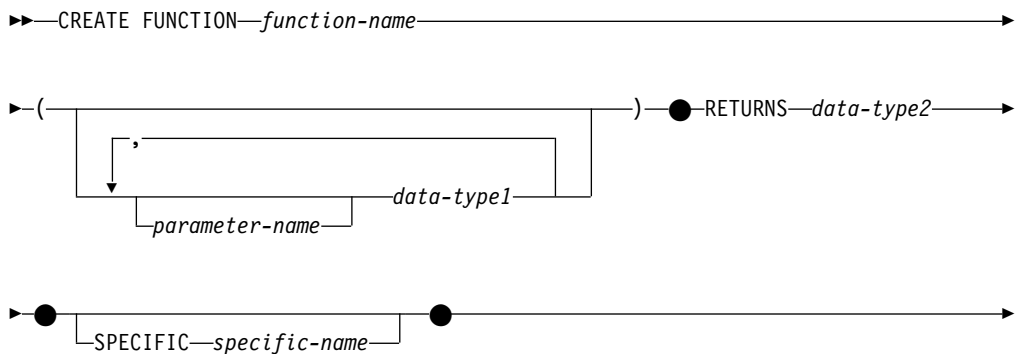 CREATE FUNCTION function-name
( ) RETURNS data-type2
,
data-type1
parameter-name
SPECIFIC specific-name